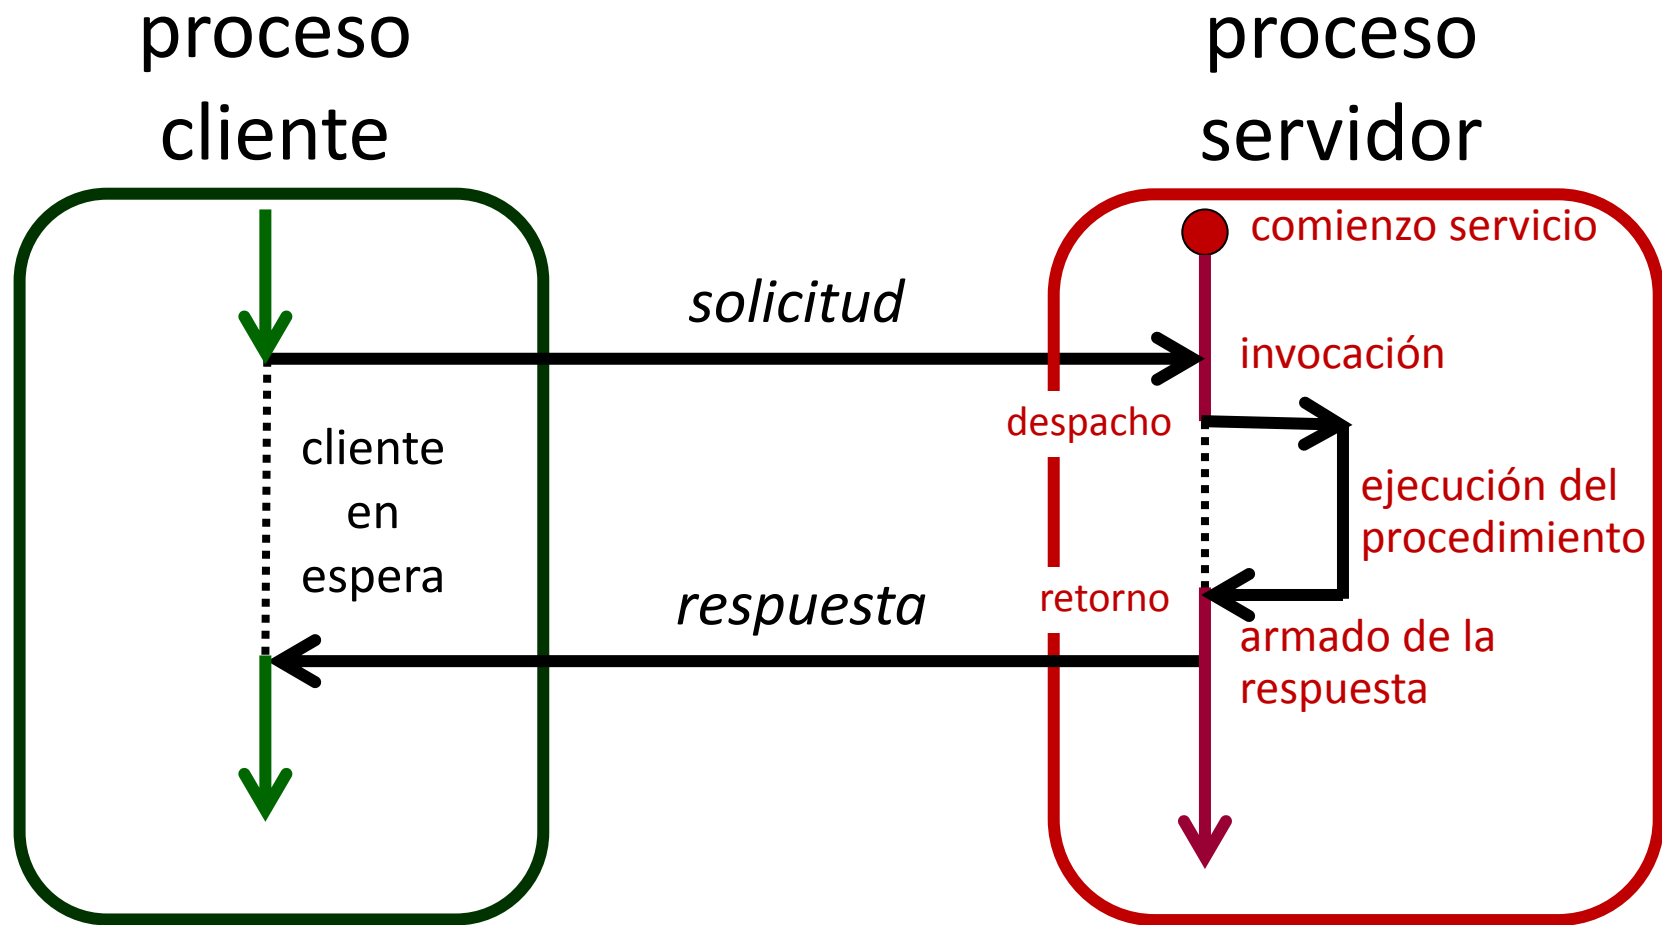 proceso
cliente
proceso
servidor
comienzo servicio
solicitud
invocación
despacho
cliente
en
espera
ejecución del
procedimiento
retorno
respuesta
armado de la
respuesta